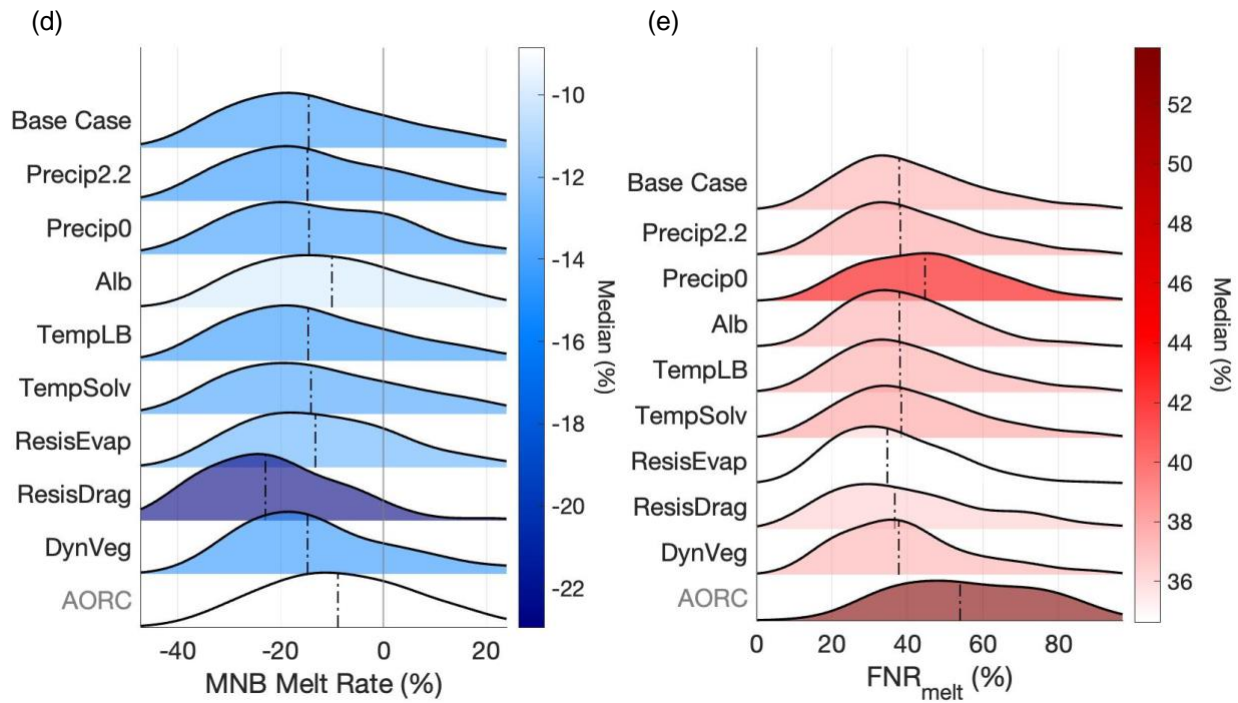 (d)
Base Case
Precip2.2
Precip0
Alb
TempLB
TempSolv
ResisEvap
ResisDrag
DynVeg
AORC
-40 -20 0 20
MNB Melt Rate (%)
-10
-12
-14
-16
-18
-20
-22
Median (%)
(e)
Base Case
Precip2.2
Precip0
Alb
TempLB
TempSolv
ResisEvap
ResisDrag
DynVeg
AORC
0 20 40 60 80
FNRmelt (%)
52
50
48
46
44
42
40
38
36
Median (%)